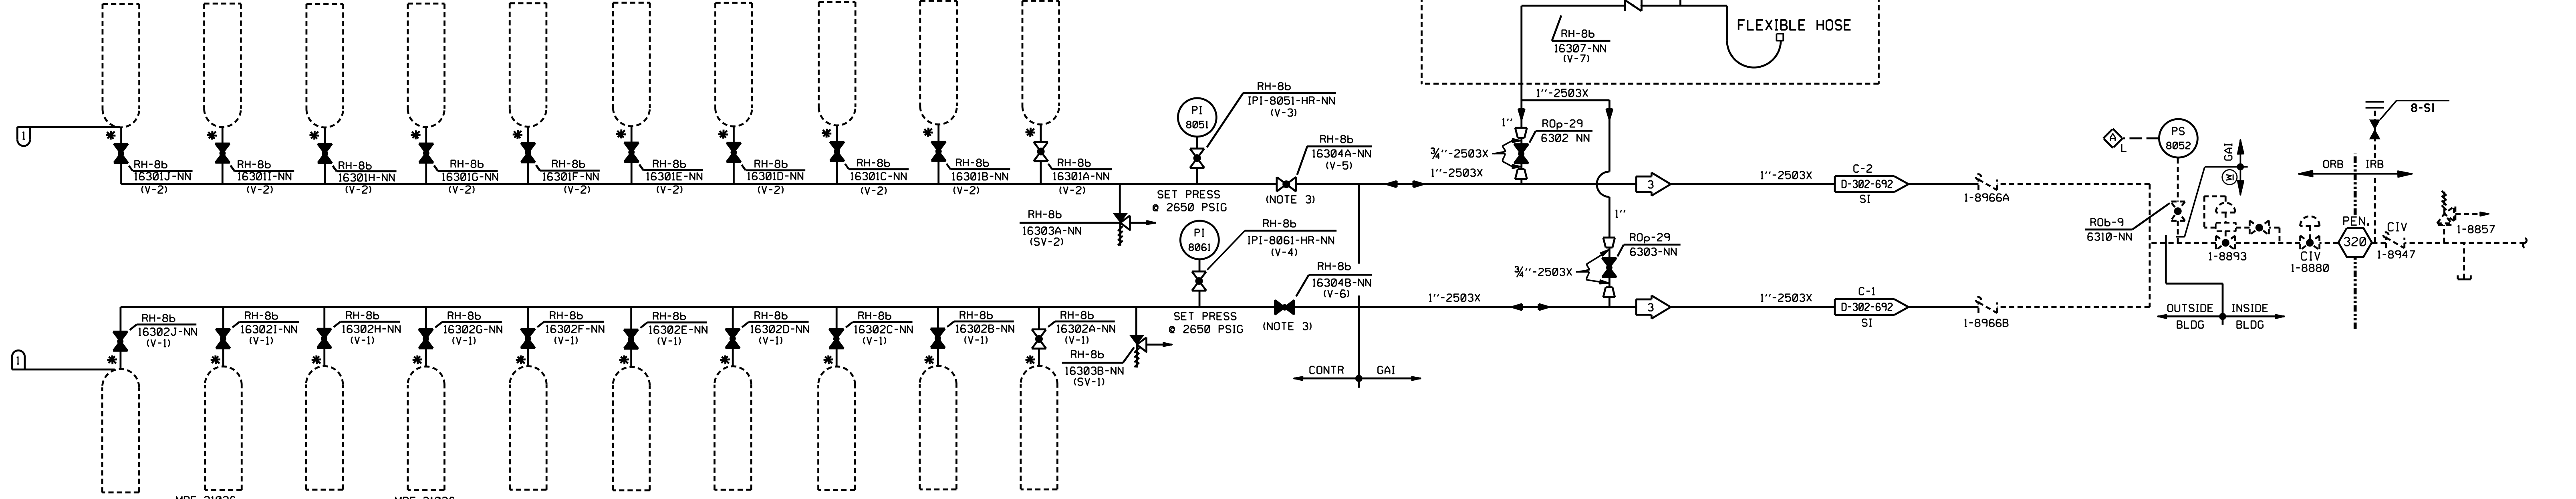 FLEXIBLE HOSE
RH-8b
16307-NN
(V-7)
1''-2503X
1
RH-8b
16301J-NN
(V-2)
RH-8b
16301I-NN
(V-2)
RH-8b
16301H-NN
(V-2)
RH-8b
16301G-NN
(V-2)
RH-8b
16301F-NN
(V-2)
RH-8b
16301E-NN
(V-2)
RH-8b
16301D-NN
(V-2)
RH-8b
16301C-NN
(V-2)
RH-8b
16301B-NN
(V-2)
RH-8b
16301A-NN
(V-2)
PI
8051
RH-8b
IPI-8051-HR-NN
(V-3)
SET PRESS
@ 2650 PSIG
RH-8b
16303A-NN
(SV-2)
RH-8b
16304A-NN
(V-5)
(NOTE 3)
1''
ROp-29
6302 NN
¾''-2503X
1''-2503X
3
1''-2503X
C-2
D-302-692
SI
1-8966A
PI
8061
RH-8b
IPI-8061-HR-NN
(V-4)
SET PRESS
@ 2650 PSIG
RH-8b
16304B-NN
(V-6)
(NOTE 3)
1''
ROp-29
6303-NN
¾''-2503X
1''-2503X
3
1''-2503X
C-1
D-302-692
SI
1-8966B
A
L
PS
8052
GAI
W
ROb-9
6310-NN
ORB
IRB
8-SI
PEN.
320
1-8893
CIV
1-8880
CIV
1-8947
1-8857
OUTSIDE
BLDG
INSIDE
BLDG
1
RH-8b
16302J-NN
(V-1)
RH-8b
16302I-NN
(V-1)
RH-8b
16302H-NN
(V-1)
RH-8b
16302G-NN
(V-1)
RH-8b
16302F-NN
(V-1)
RH-8b
16302E-NN
(V-1)
RH-8b
16302D-NN
(V-1)
RH-8b
16302C-NN
(V-1)
RH-8b
16302B-NN
(V-1)
RH-8b
16302A-NN
(V-1)
RH-8b
16303B-NN
(SV-1)
CONTR
GAI